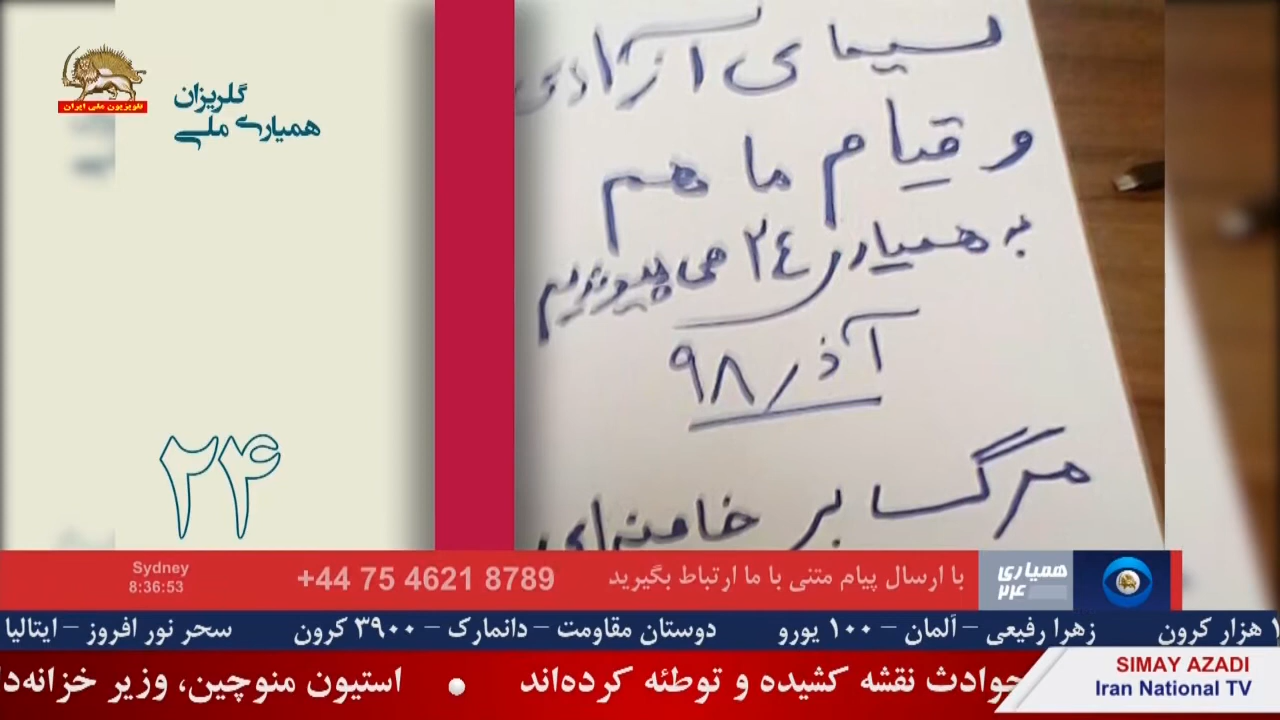 تلویزیون ملی ایران
گلریزان
همیاری ملی
۲۴
سیمای آزادی
و قیام ما هم
به همیاری ۲٤ می پیوندیم
آذر ۹۸
مرگ بر خامنه‌ای
Sydney
8:36:53
+44 75 4621 8789
با ارسال پیام متنی با ما ارتباط بگیرید
همیاری
۲۴
هزار کرون
زهرا رفیعی – آلمان – ۱۰۰ یورو
دوستان مقاومت – دانمارک – ۳۹۰۰ کرون
سحر نور افروز – ایتالیا
حوادث نقشه کشیده و توطئه کرده‌اند • استیون منوچین، وزیر
SIMAY AZADI
Iran National TV